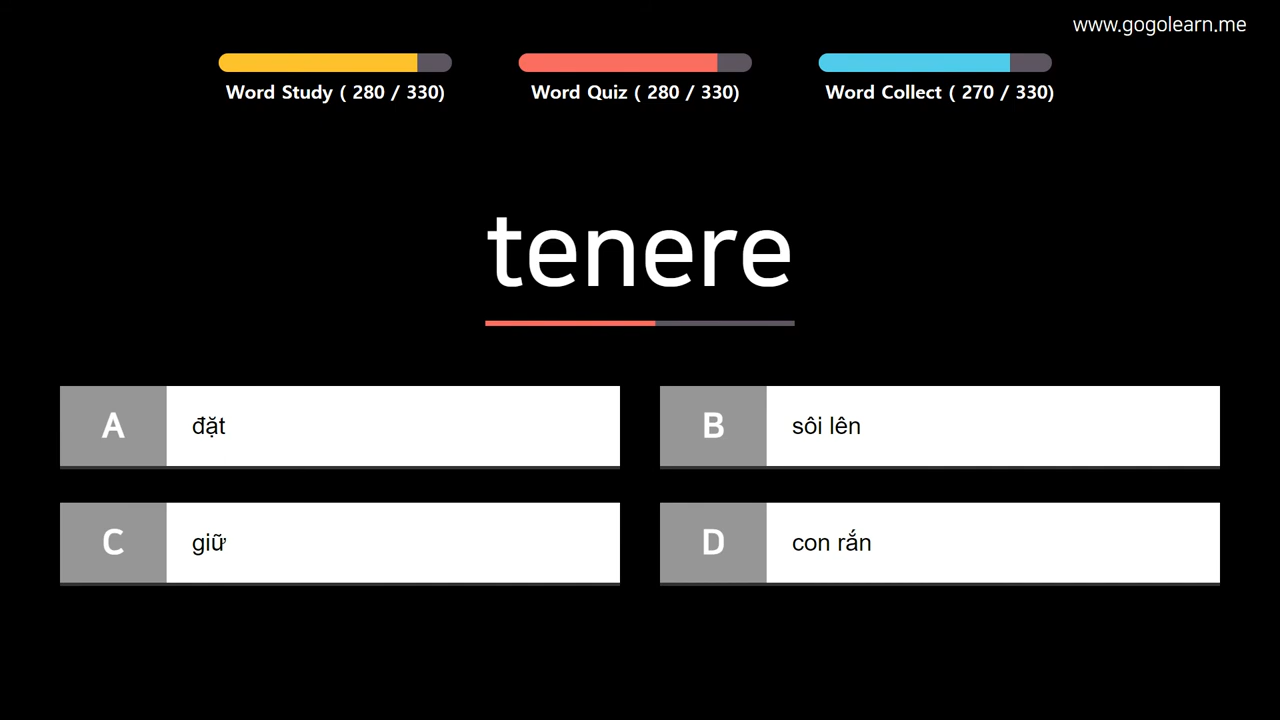 www.gogolearn.me
Word Study ( 280 / 330)
Word Quiz ( 280 / 330)
Word Collect ( 270 / 330)
tenere
A
đặt
B
sôi lên
C
giữ
D
con rắn